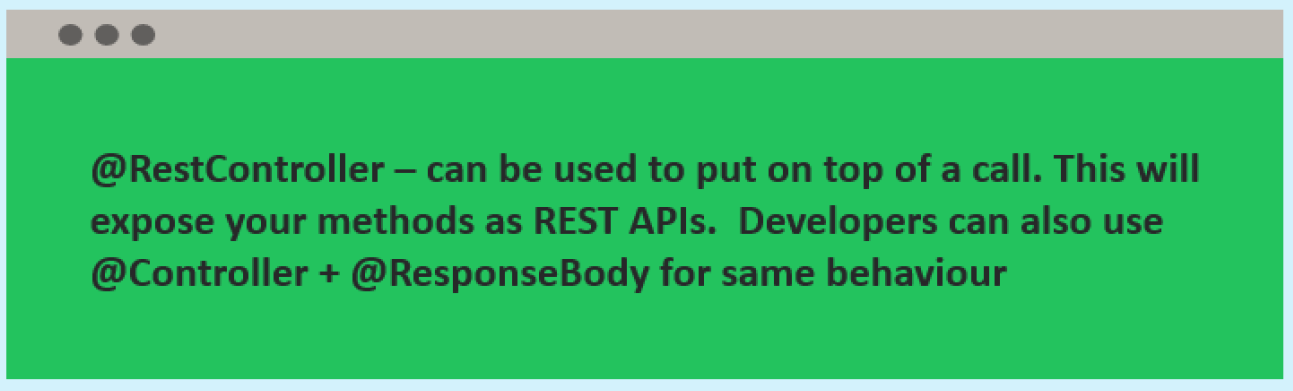 @RestController – can be used to put on top of a call. This will
expose your methods as REST APIs.  Developers can also use
@Controller + @ResponseBody for same behaviour